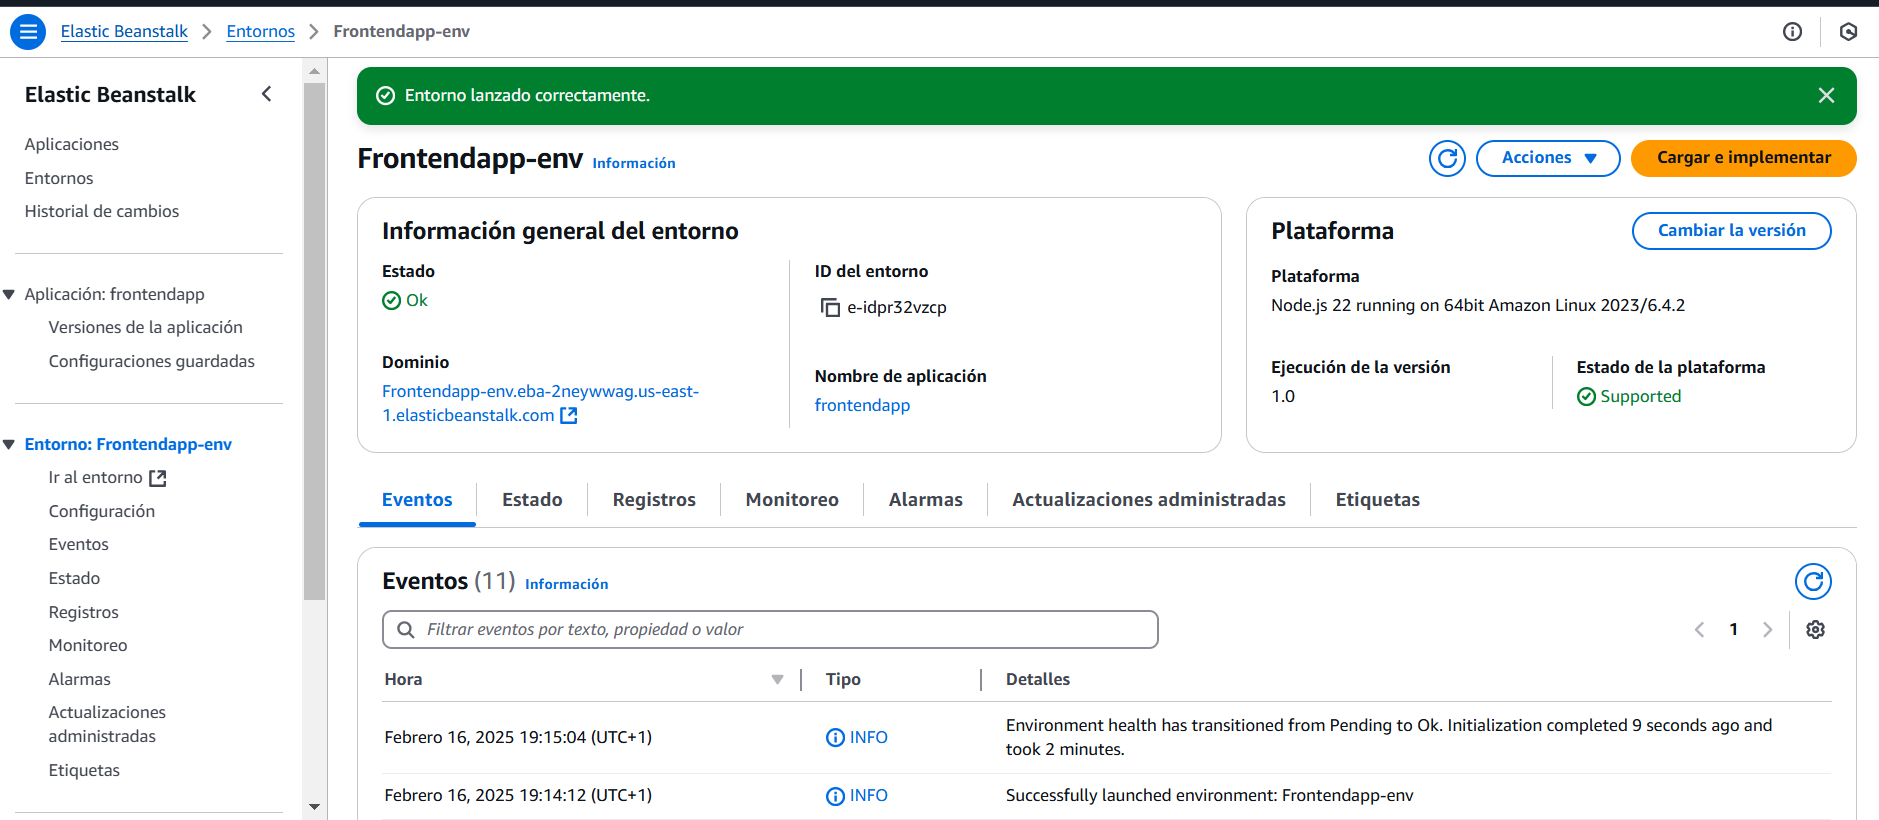 Elastic Beanstalk
Entornos
Frontendapp-env
Elastic Beanstalk
Aplicaciones
Entornos
Historial de cambios
Aplicación: frontendapp
Versiones de la aplicación
Configuraciones guardadas
Entorno: Frontendapp-env
Ir al entorno
Configuración
Eventos
Estado
Registros
Monitoreo
Alarmas
Actualizaciones
administradas
Etiquetas
Entorno lanzado correctamente.
Frontendapp-env Información
Acciones
Cargar e implementar
Información general del entorno
Estado
Ok
Dominio
Frontendapp-env.eba-2neywwag.us-east-
1.elasticbeanstalk.com
ID del entorno
e-idpr32vzcp
Nombre de aplicación
frontendapp
Plataforma
Cambiar la versión
Plataforma
Node.js 22 running on 64bit Amazon Linux 2023/6.4.2
Ejecución de la versión
1.0
Estado de la plataforma
Supported
Eventos
Estado
Registros
Monitoreo
Alarmas
Actualizaciones administradas
Etiquetas
Eventos (11) Información
Filtrar eventos por texto, propiedad o valor
1
Hora
Tipo
Detalles
Febrero 16, 2025 19:15:04 (UTC+1)
INFO
Environment health has transitioned from Pending to Ok. Initialization completed 9 seconds ago and
took 2 minutes.
Febrero 16, 2025 19:14:12 (UTC+1)
INFO
Successfully launched environment: Frontendapp-env